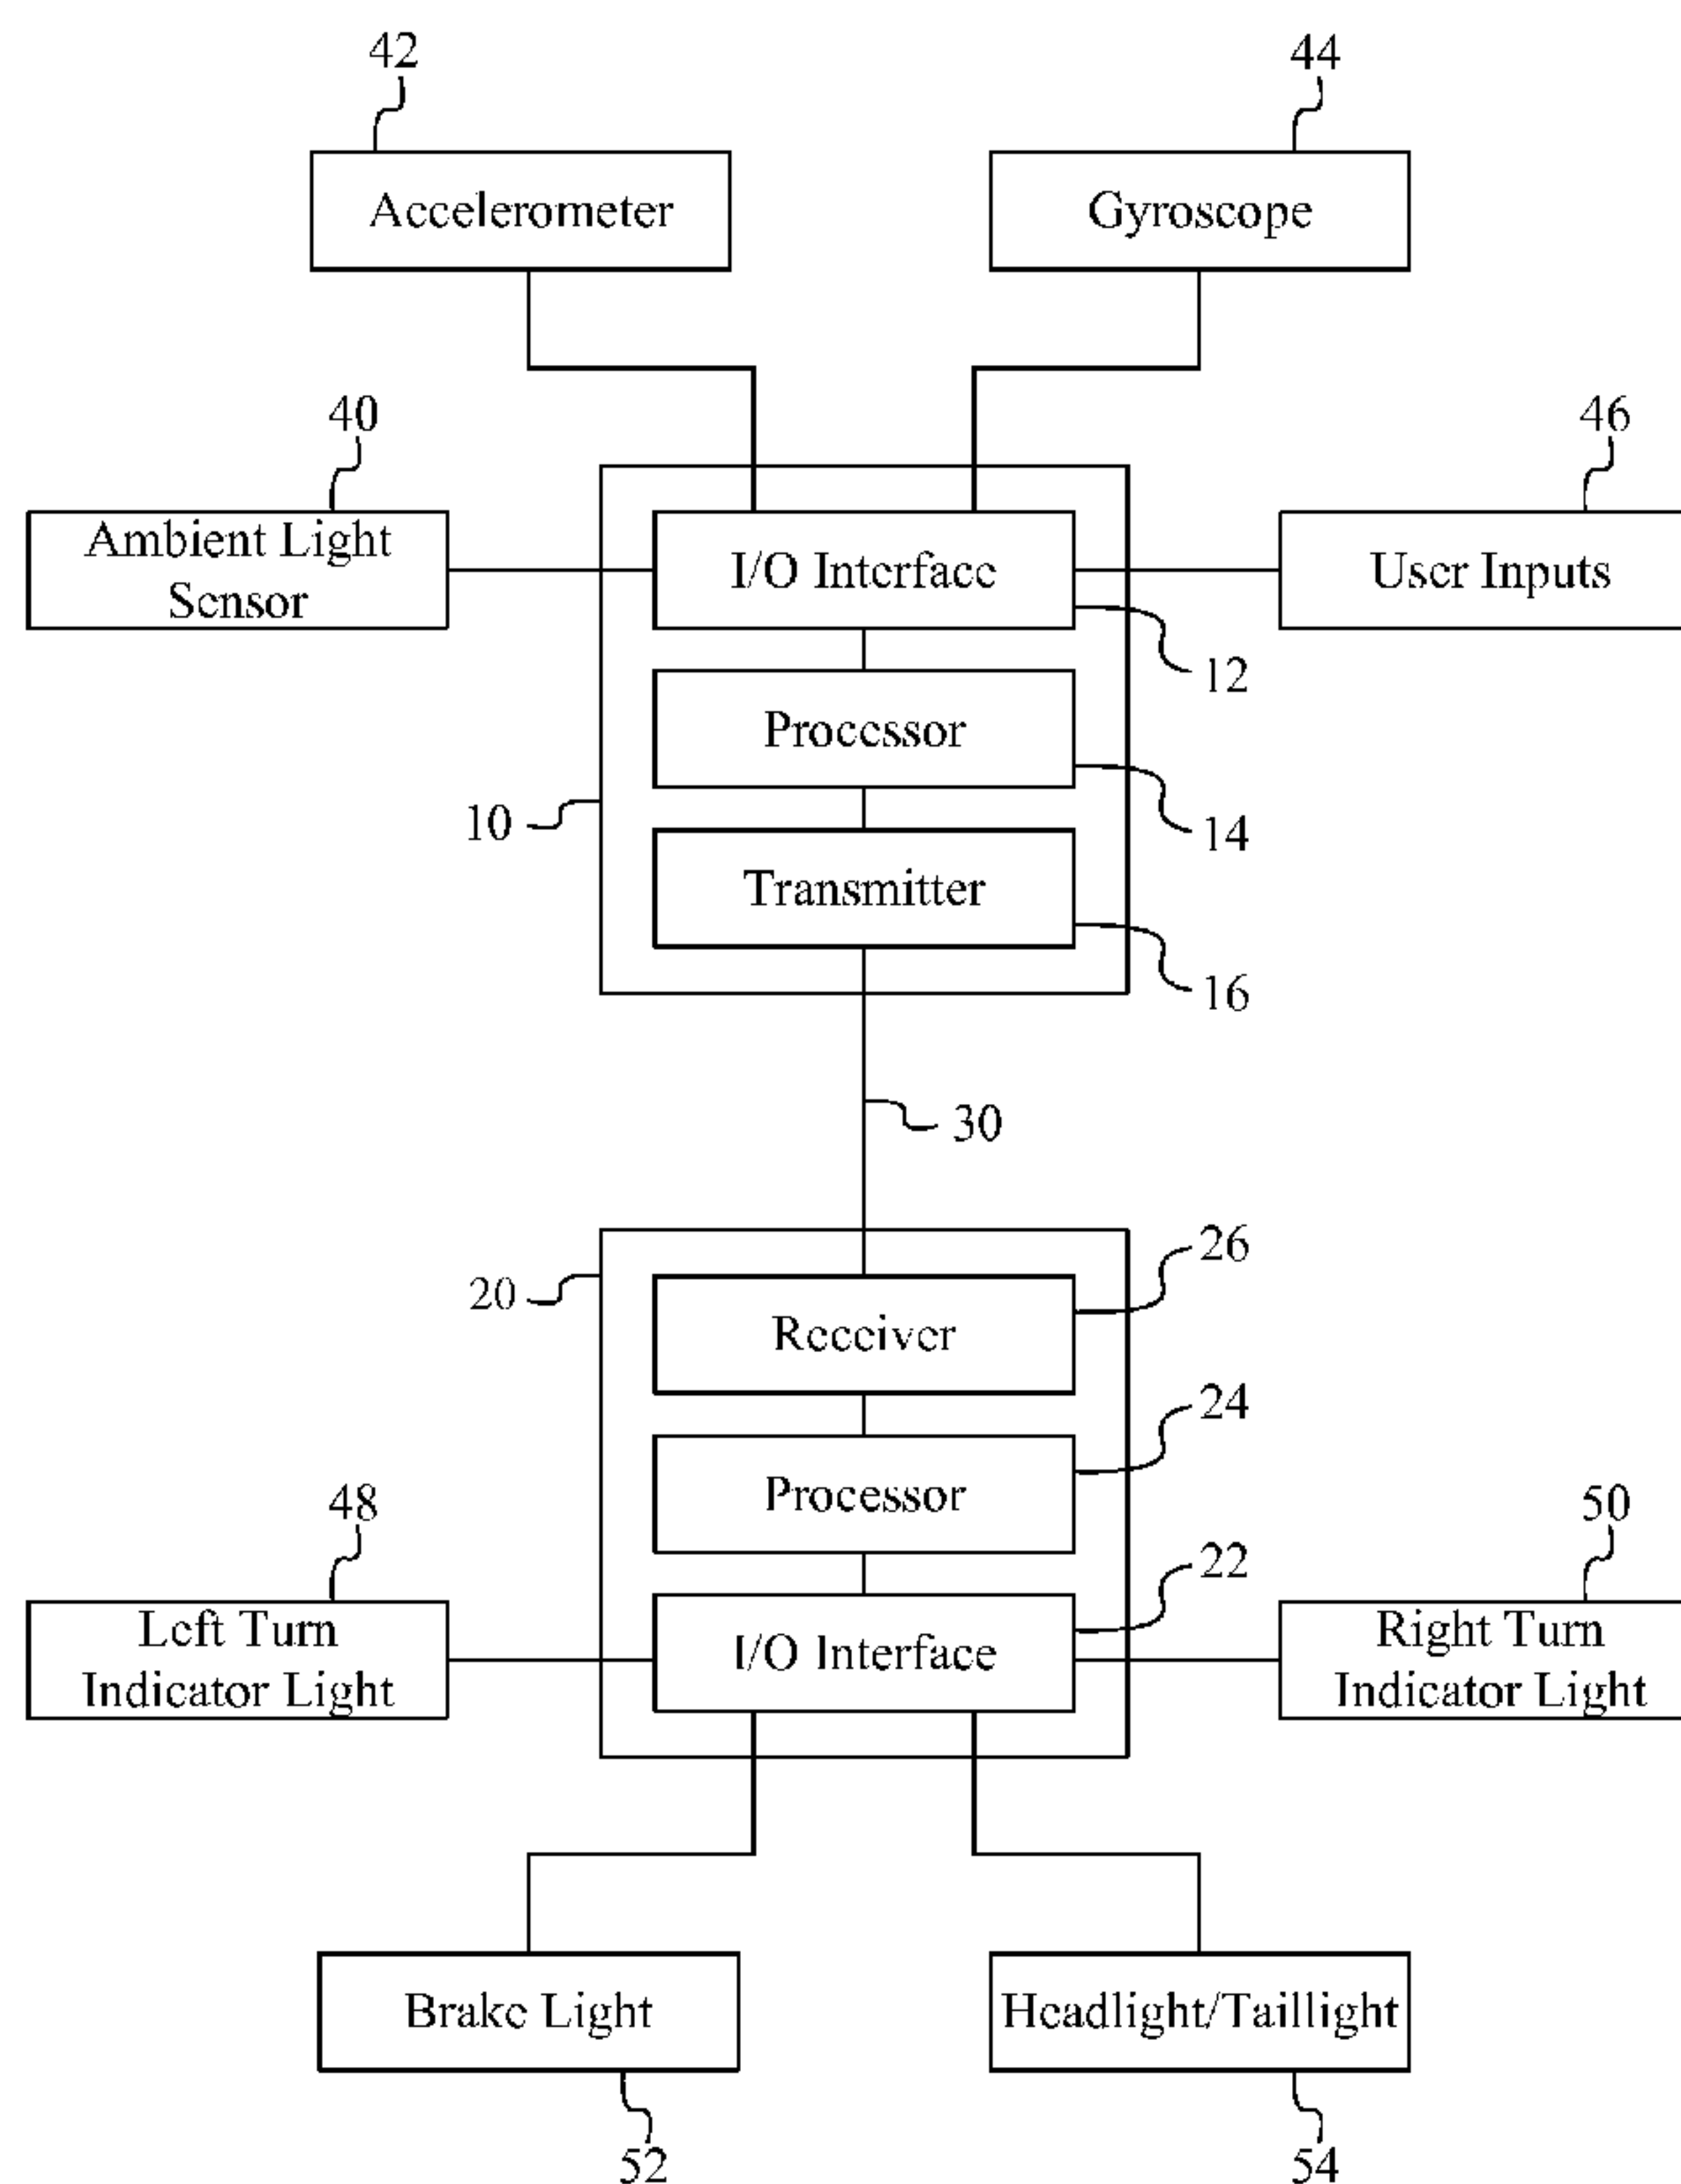 42
44
Accelerometer
Gyroscope
40
46
Ambient Light
Sensor
I/O Interface
User Inputs
12
Processor
10
14
Transmitter
16
30
26
20
Receiver
24
Processor
48
50
22
Left Turn
Indicator Light
I/O Interface
Right Turn
Indicator Light
Brake Light
Headlight/Taillight
52
54